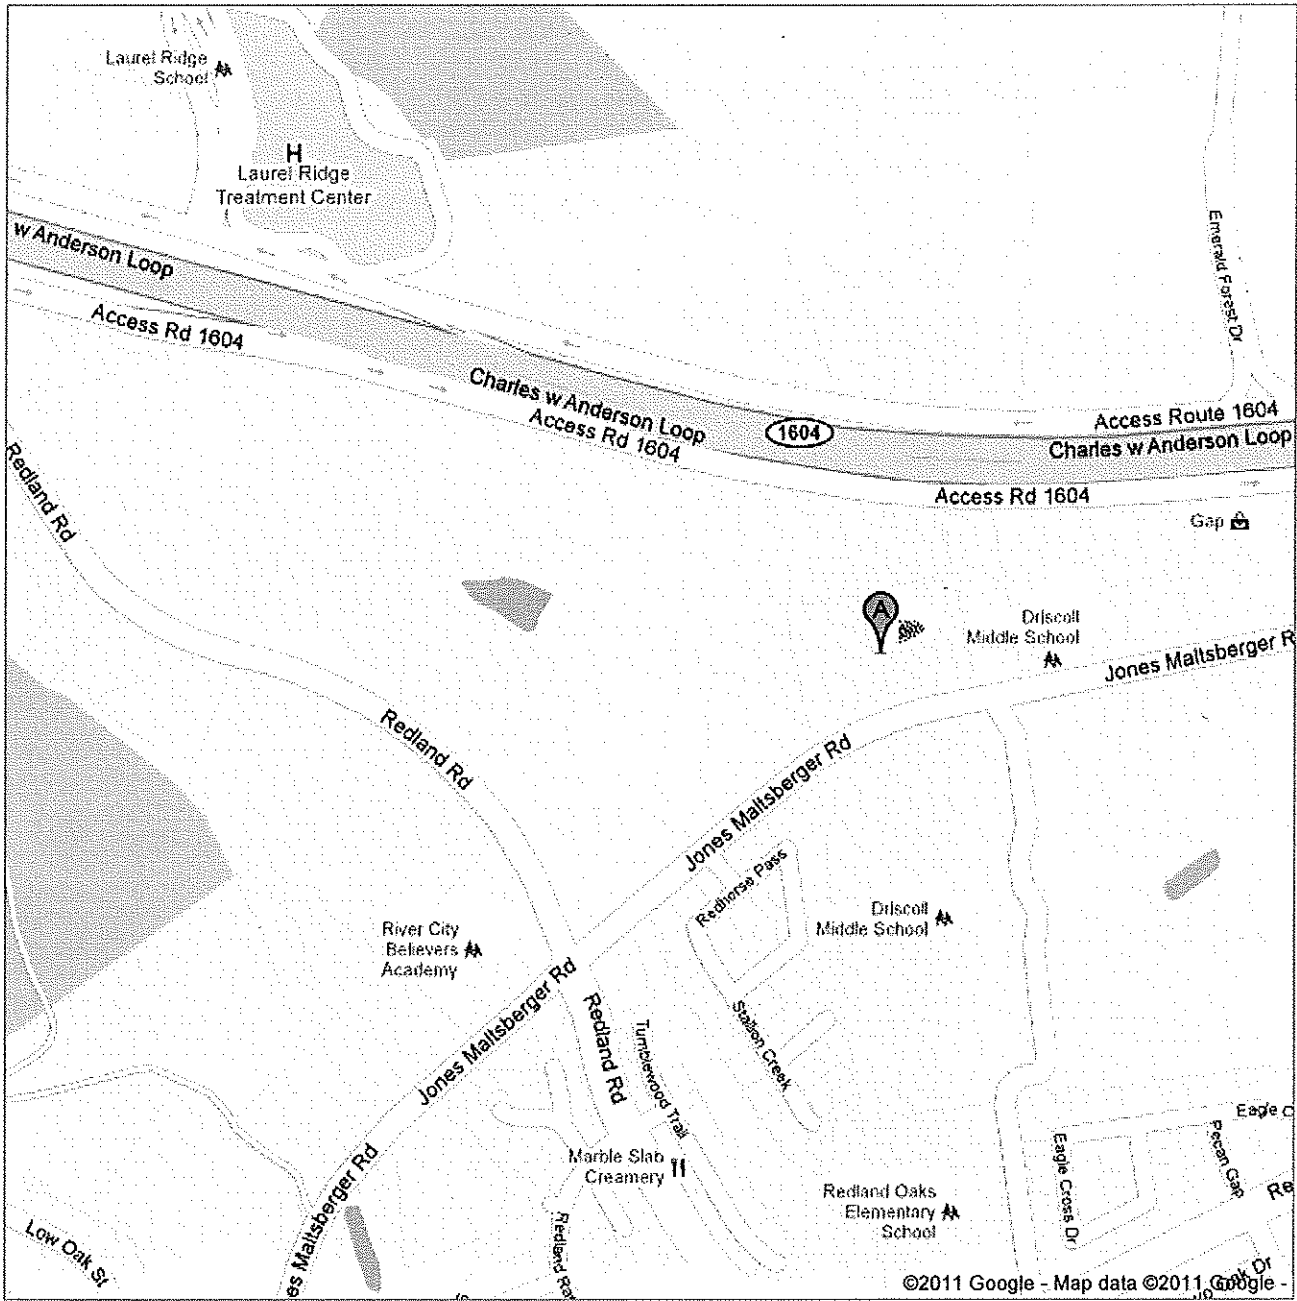 Laurel Ridge
School
H
Laurel Ridge
Treatment Center
w Anderson Loop
Emerald Forest Dr
Access Rd 1604
Charles w Anderson Loop
Access Rd 1604
1604
Access Route 1604
Charles w Anderson Loop
Access Rd 1604
Gap
Redland Rd
A
Driscoll
Middle School
Jones Maltsberger R
Redland Rd
Jones Maltsberger Rd
Redhorse Pass
Driscoll
Middle School
River City
Believers
Academy
Jones Maltsberger Rd
Redland Rd
Tumblewood Trail
Stallion Creek
Eagle C
Pecan Gap
Eagle Cross Dr
Marble Slab
Creamery
Redland Oaks
Elementary
School
Re
es Maltsberger Rd
Low Oak St
Redland Ra
©2011 Google - Map data ©2011 Google -